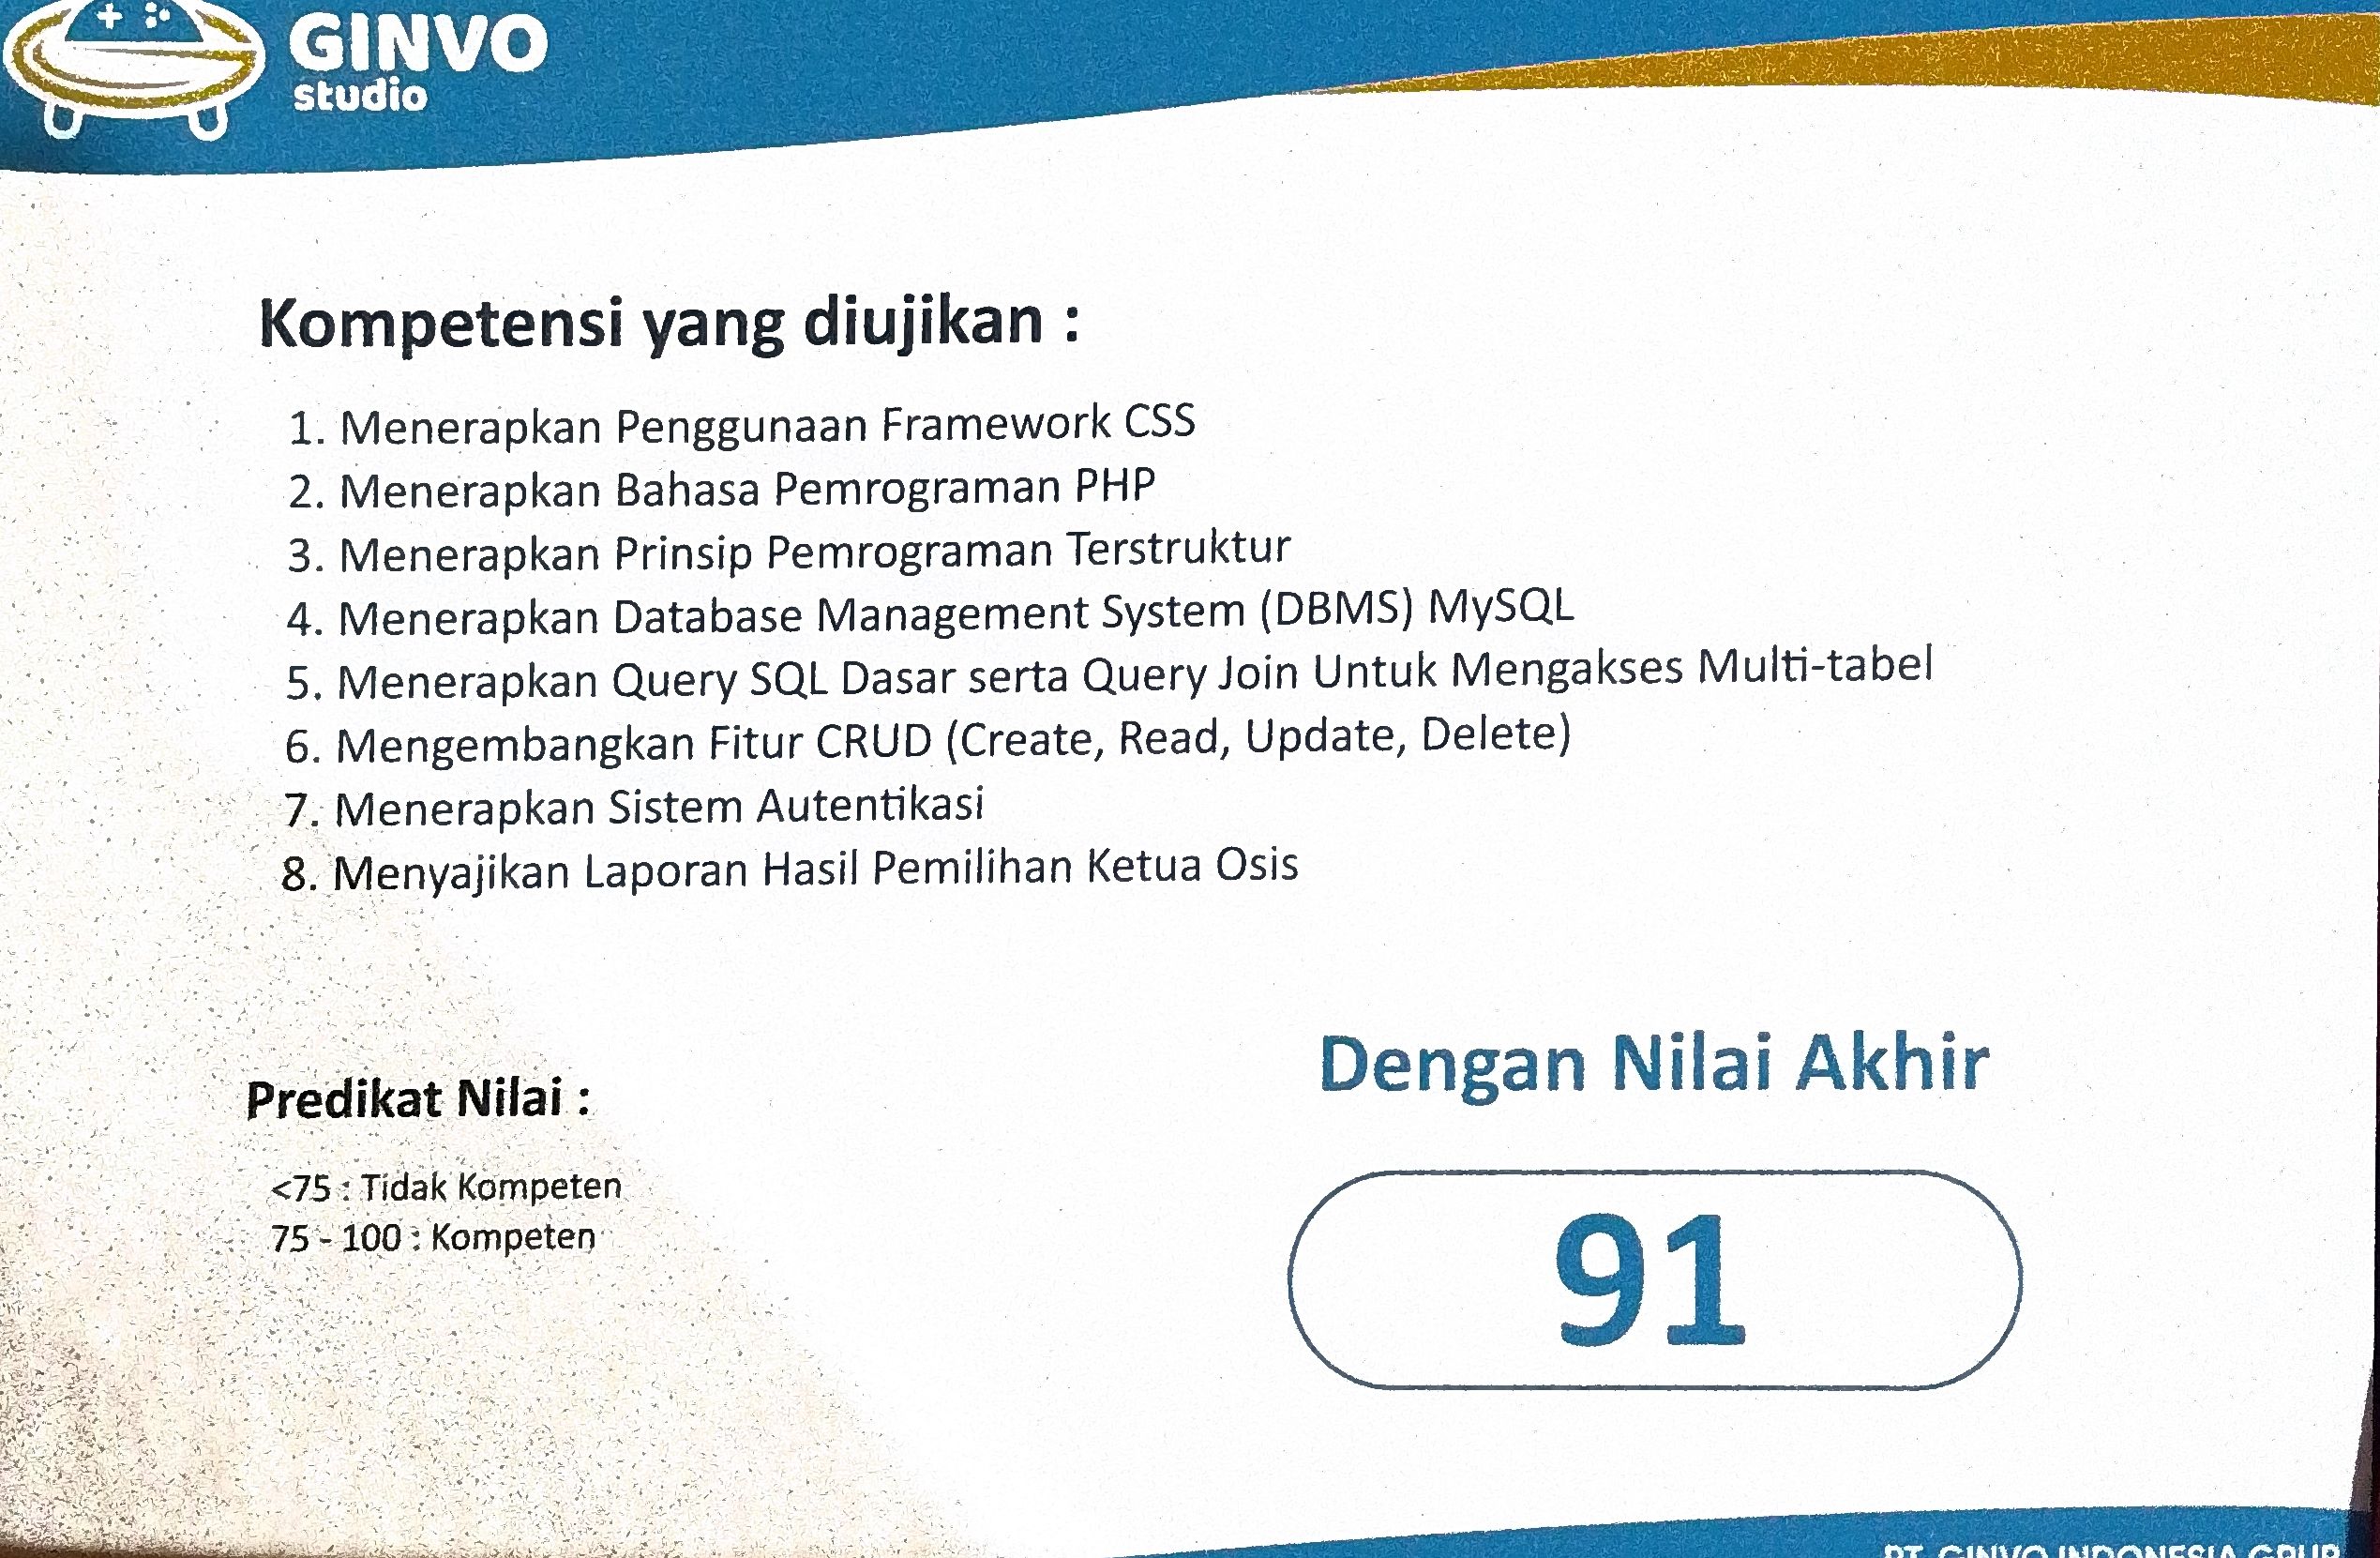 GINVO
studio
Kompetensi yang diujikan :
1. Menerapkan Penggunaan Framework CSS
2. Menerapkan Bahasa Pemrograman PHP
3. Menerapkan Prinsip Pemrograman Terstruktur
4. Menerapkan Database Management System (DBMS) MySQL
5. Menerapkan Query SQL Dasar serta Query Join Untuk Mengakses Multi-tabel
6. Mengembangkan Fitur CRUD (Create, Read, Update, Delete)
7. Menerapkan Sistem Autentikasi
8. Menyajikan Laporan Hasil Pemilihan Ketua Osis
Predikat Nilai :
<75 : Tidak Kompeten
75 - 100 : Kompeten
Dengan Nilai Akhir
91
PT. GINVO INDONESIA GRUP